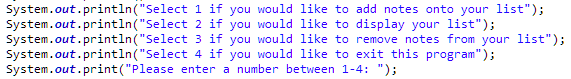 System.out.println("Select 1 if you would like to add notes onto your list");
System.out.println("Select 2 if you would like to display your list");
System.out.println("Select 3 if you would like to remove notes from your list");
System.out.println("Select 4 if you would like to exit this program");
System.out.print("Please enter a number between 1-4: ");